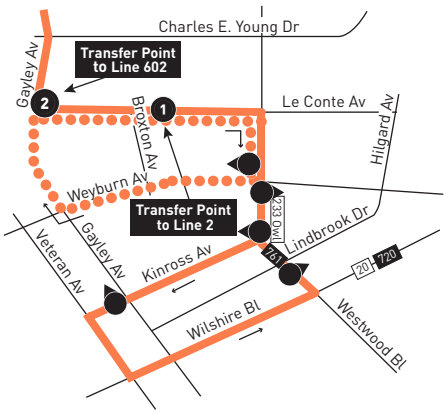 Charles E. Young Dr
Transfer Point
to Line 602
Gayley Av
2
1
Le Conte Av
Broxton Av
Hilgard Av
Weyburn Av
Transfer Point
to Line 2
233 Owl
Lindbrook Dr
Gayley Av
Kinross Av
Veteran Av
761
20
720
Wilshire Bl
Westwood Bl